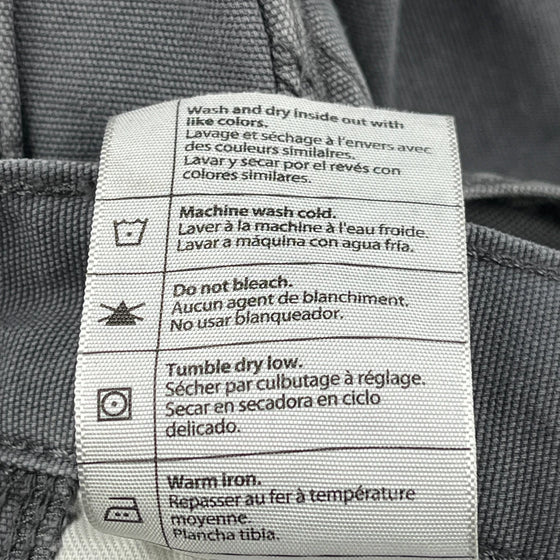 Wash and dry inside out with
like colors.
Lavage et séchage à l'envers avec
des couleurs similaires.
Lavar y secar por el revés con
colores similares.
Machine wash cold.
Laver à la machine à l'eau froide.
Lavar a máquina con agua fría.
Do not bleach.
Aucun agent de blanchiment.
No usar blanqueador.
Tumble dry low.
Sécher par culbutage à réglage.
Secar en secadora en ciclo
delicado.
Warm iron.
Repasser au fer à température
moyenne.
Plancha tibia.